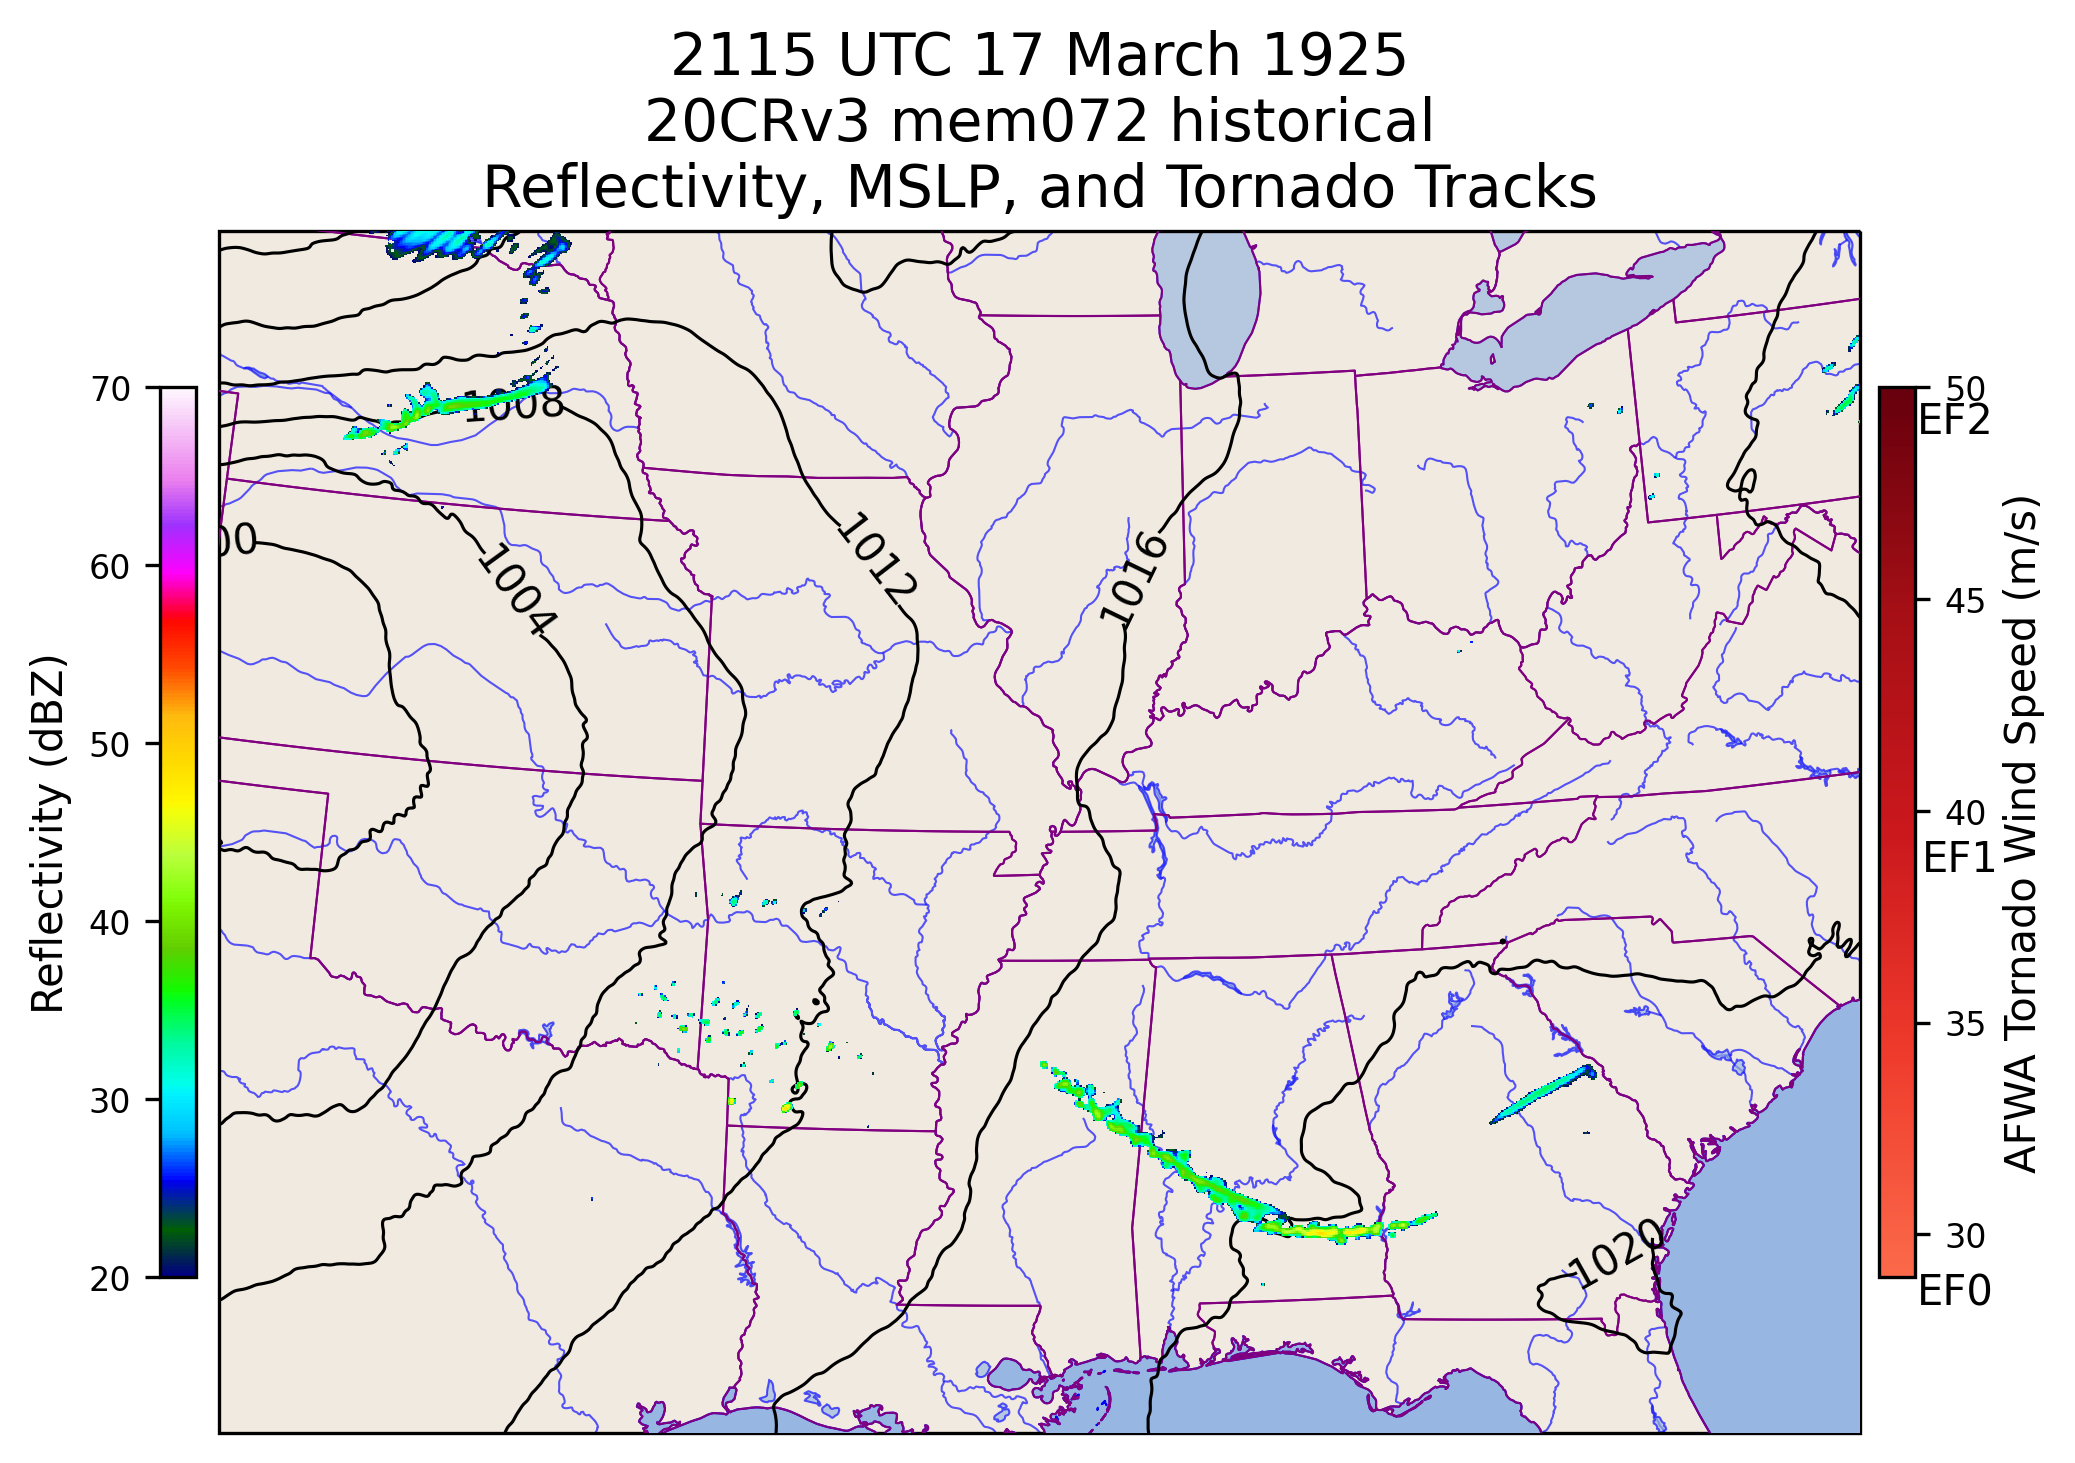 2115 UTC 17 March 1925
20CRv3 mem072 historical
Reflectivity, MSLP, and Tornado Tracks
70
60
50
40
30
20
Reflectivity (dBZ)
1008
00
1004
1012
1016
1020
50
EF2
45
40
EF1
35
30
EF0
AFWA Tornado Wind Speed (m/s)